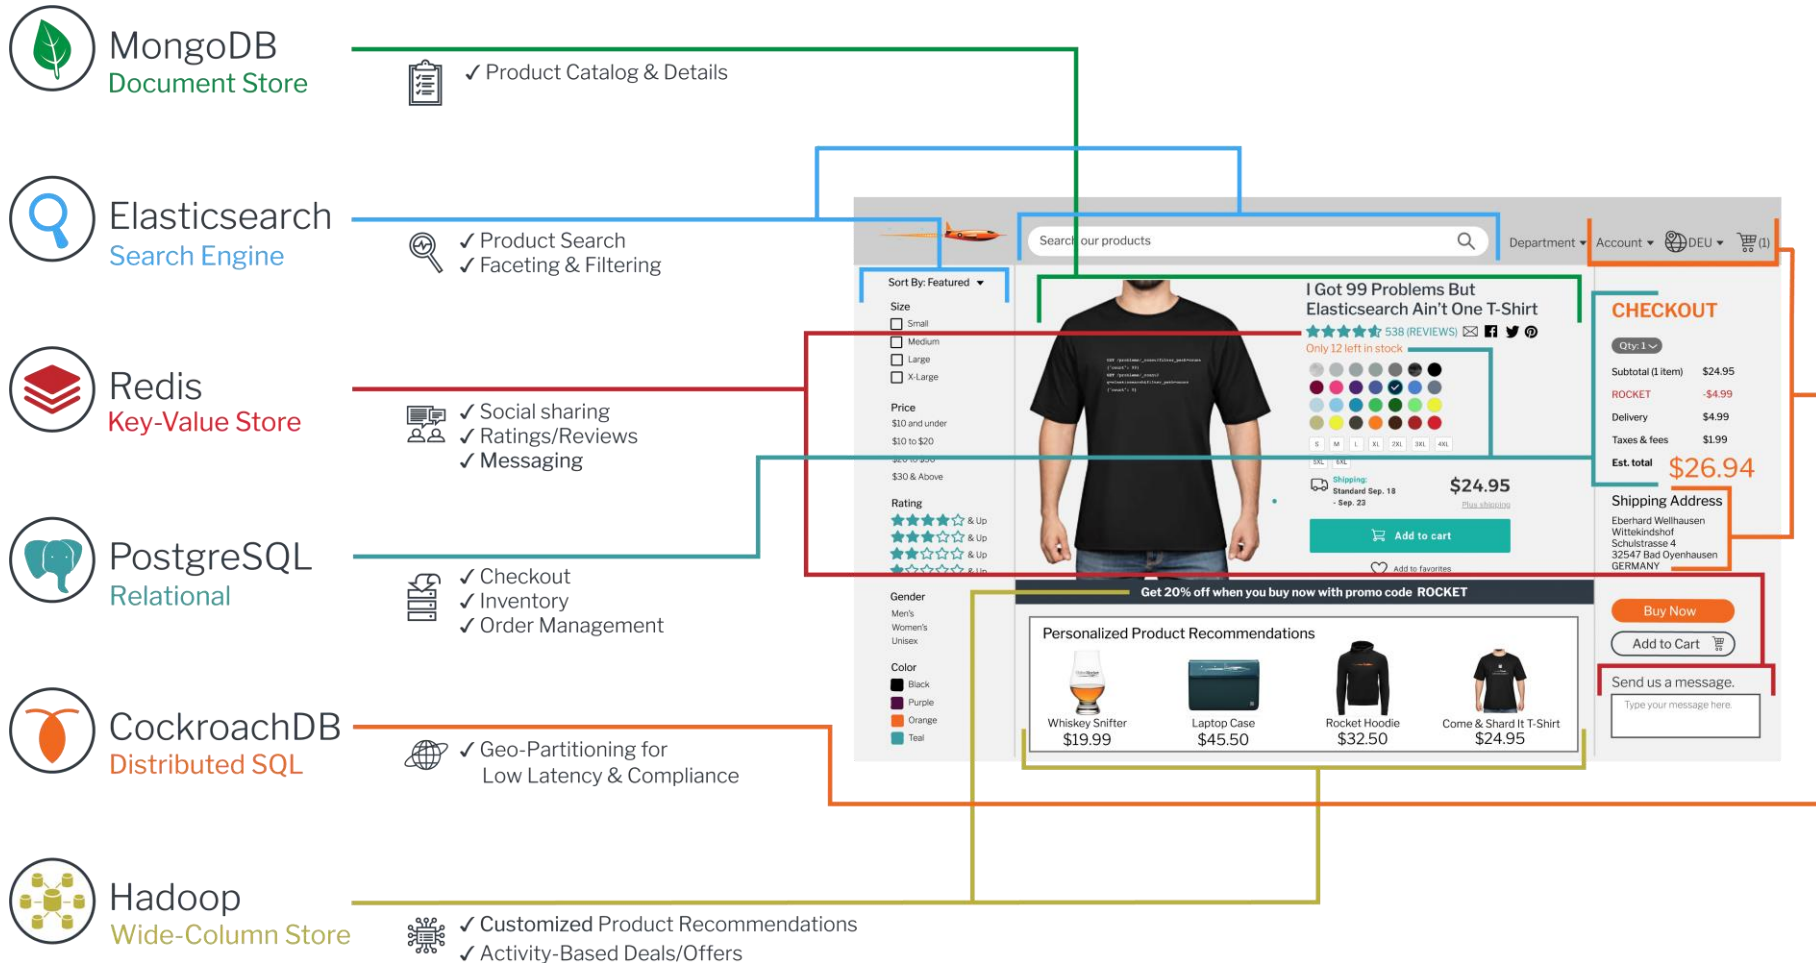 MongoDB
Document Store
✓ Product Catalog & Details
Elasticsearch
Search Engine
✓ Product Search
✓ Faceting & Filtering
Redis
Key-Value Store
✓ Social sharing
✓ Ratings/Reviews
✓ Messaging
PostgreSQL
Relational
✓ Checkout
✓ Inventory
✓ Order Management
CockroachDB
Distributed SQL
✓ Geo-Partitioning for
Low Latency & Compliance
Hadoop
Wide-Column Store
✓ Customized Product Recommendations
✓ Activity-Based Deals/Offers
Search our products
Department
Account
DEU
(1)
Sort By: Featured
Size
Small
Medium
Large
X-Large
Price
$10 and under
$10 to $20
$20 to $30
$30 & Above
Rating
& Up
& Up
& Up
& Up
Gender
Men's
Women's
Unisex
Color
Black
Purple
Orange
Teal
I Got 99 Problems But
Elasticsearch Ain't One T-Shirt
538 (REVIEWS)
Only 12 left in stock
S M L XL 2XL 3XL 4XL
5XL 6XL
Shipping:
Standard Sep. 18
- Sep. 23
$24.95
Plus shipping
Add to cart
Add to favorites
Get 20% off when you buy now with promo code ROCKET
Personalized Product Recommendations
Whiskey Snifter
$19.99
Laptop Case
$45.50
Rocket Hoodie
$32.50
Come & Shard It T-Shirt
$24.95
CHECKOUT
Qty: 1
Subtotal (1 item) $24.95
ROCKET -$4.99
Delivery $4.99
Taxes & fees $1.99
Est. total $26.94
Shipping Address
Eberhard Wellhausen
Wittekindshof
Schulstrasse 4
32547 Bad Oyenhausen
GERMANY
Buy Now
Add to Cart
Send us a message.
Type your message here.